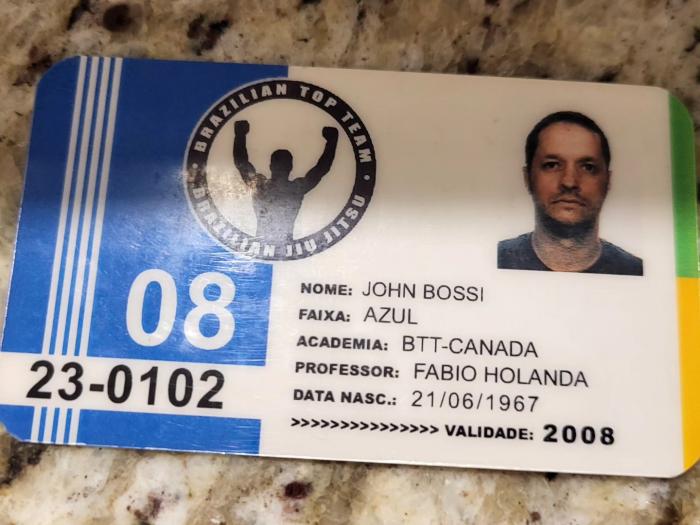 BRAZILIAN TOP TEAM
BRAZILIAN JIU JITSU
08
23-0102
NOME: JOHN BOSSI
FAIXA: AZUL
ACADEMIA: BTT-CANADA
PROFESSOR: FABIO HOLANDA
DATA NASC.: 21/06/1967
>>>>>>>>>>>>>>> VALIDADE: 2008